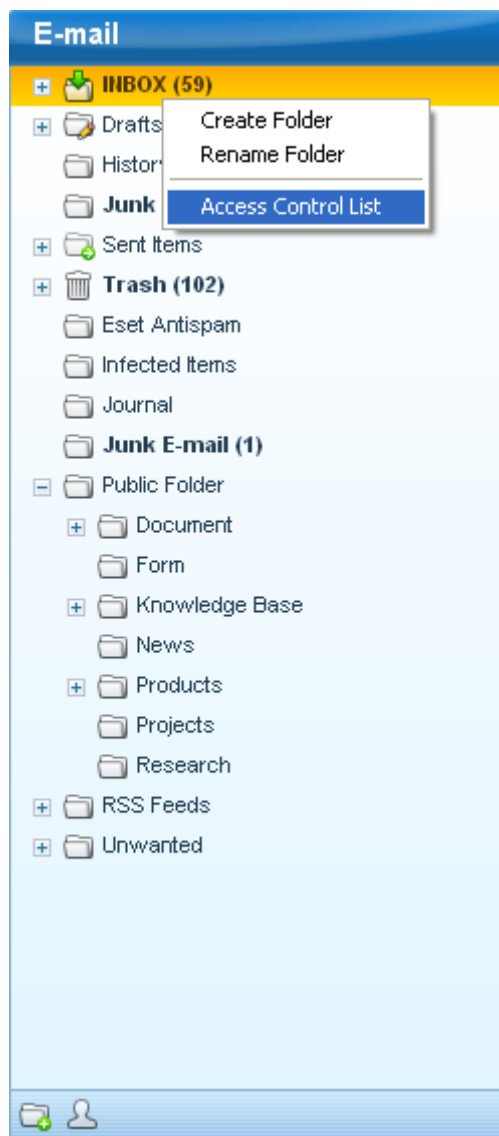 E-mail
INBOX (59)
Create Folder
Drafts
Rename Folder
Histor
Junk
Access Control List
Sent Items
Trash (102)
Eset Antispam
Infected Items
Journal
Junk E-mail (1)
Public Folder
Document
Form
Knowledge Base
News
Products
Projects
Research
RSS Feeds
Unwanted